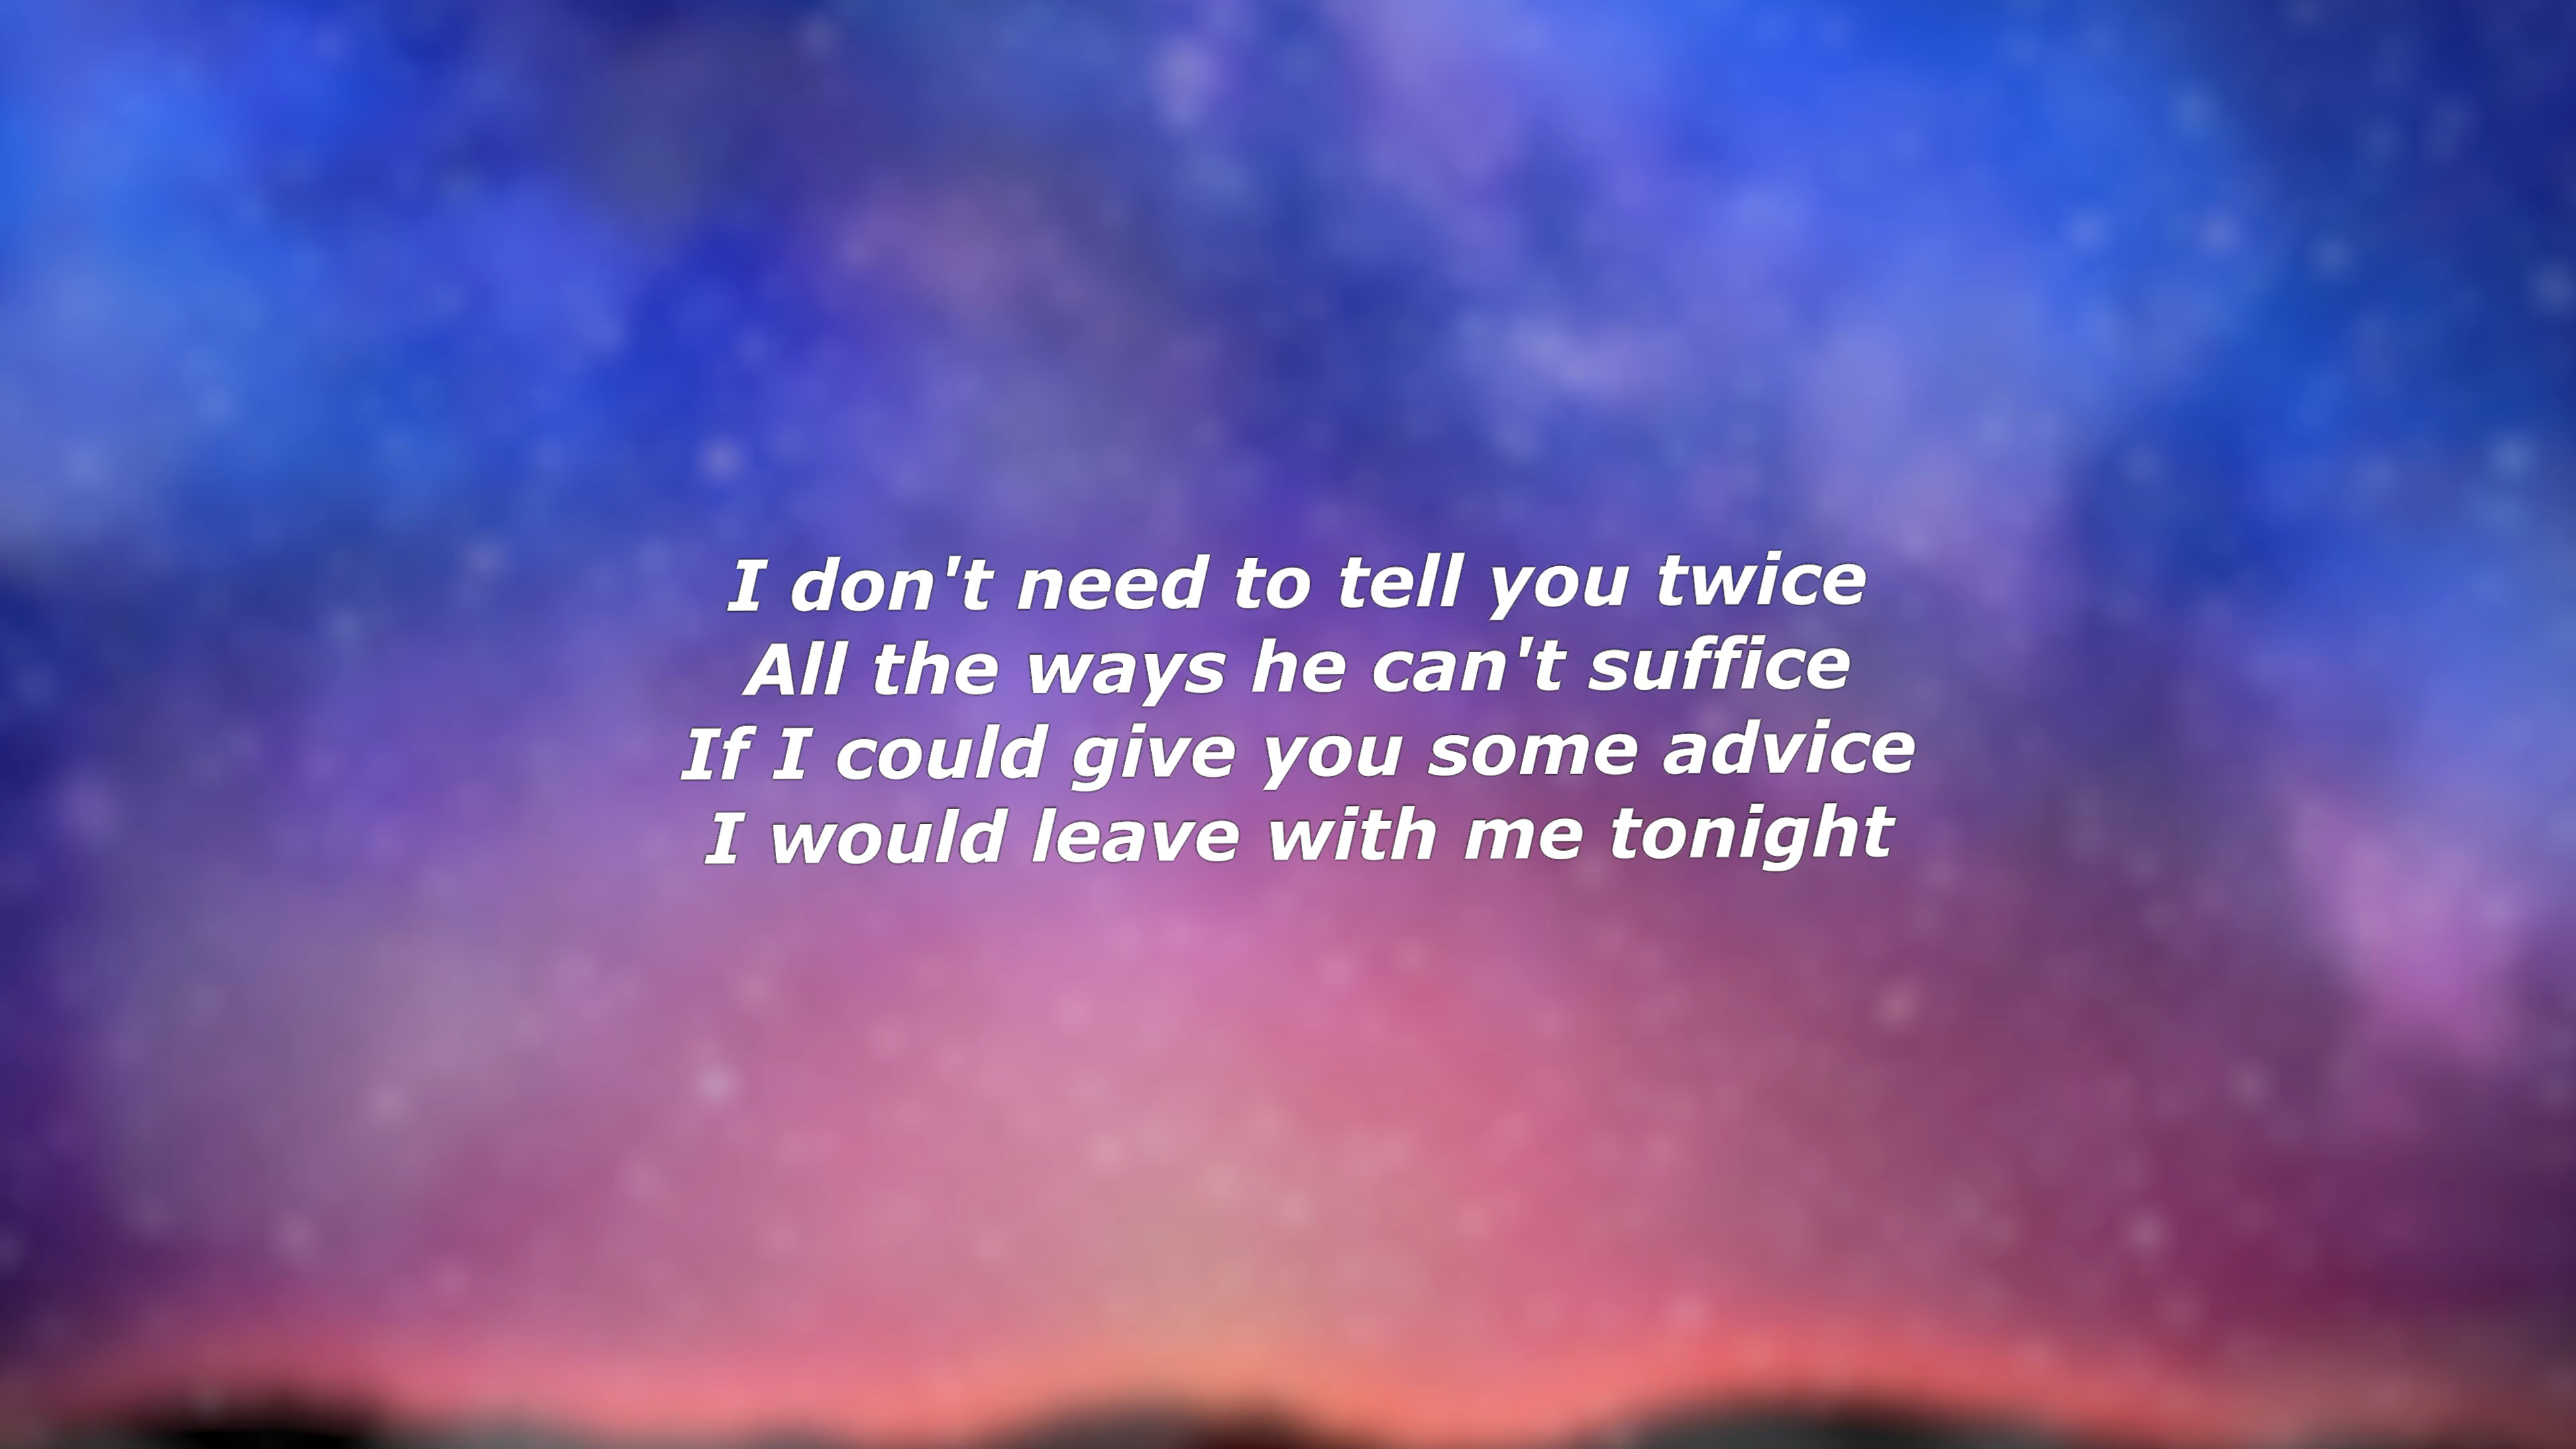 I don't need to tell you twice
All the ways he can't suffice
If I could give you some advice
I would leave with me tonight